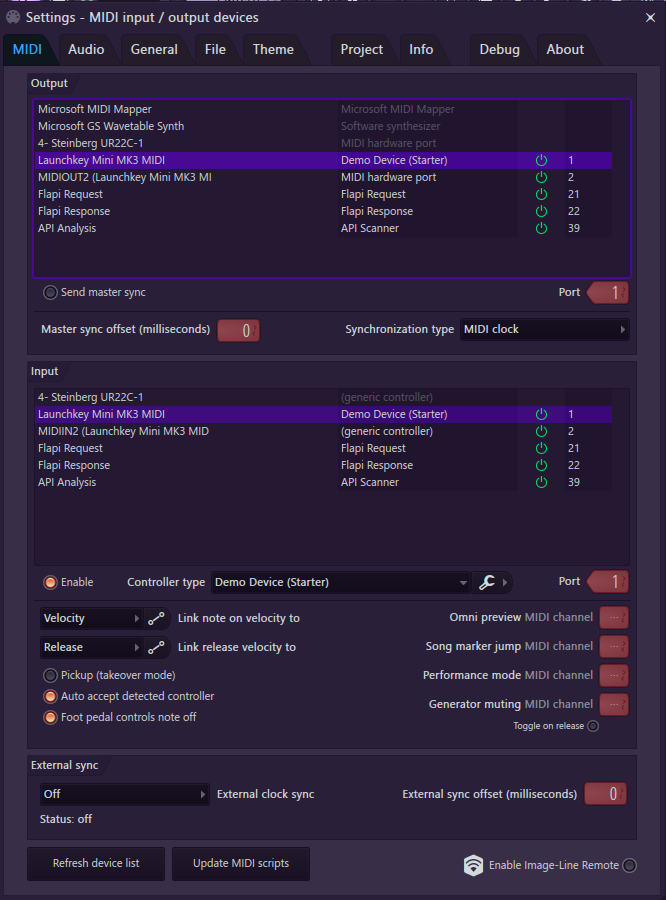 Settings - MIDI input / output devices
MIDI Audio General File Theme Project Info Debug About
Output
Microsoft MIDI Mapper Microsoft MIDI Mapper
Microsoft GS Wavetable Synth Software synthesizer
4- Steinberg UR22C-1 MIDI hardware port
Launchkey Mini MK3 MIDI Demo Device (Starter) 1
MIDIOUT2 (Launchkey Mini MK3 MI MIDI hardware port 2
Flapi Request Flapi Request 21
Flapi Response Flapi Response 22
API Analysis API Scanner 39
Send master sync Port 1
Master sync offset (milliseconds) 0 Synchronization type MIDI clock
Input
4- Steinberg UR22C-1 (generic controller)
Launchkey Mini MK3 MIDI Demo Device (Starter) 1
MIDIIN2 (Launchkey Mini MK3 MID (generic controller) 2
Flapi Request Flapi Request 21
Flapi Response Flapi Response 22
API Analysis API Scanner 39
Enable Controller type Demo Device (Starter) Port 1
Velocity Link note on velocity to Omni preview MIDI channel ---
Release Link release velocity to Song marker jump MIDI channel ---
Pickup (takeover mode) Performance mode MIDI channel ---
Auto accept detected controller
Foot pedal controls note off Generator muting MIDI channel ---
Toggle on release
External sync
Off External clock sync External sync offset (milliseconds) 0
Status: off
Refresh device list Update MIDI scripts Enable Image-Line Remote